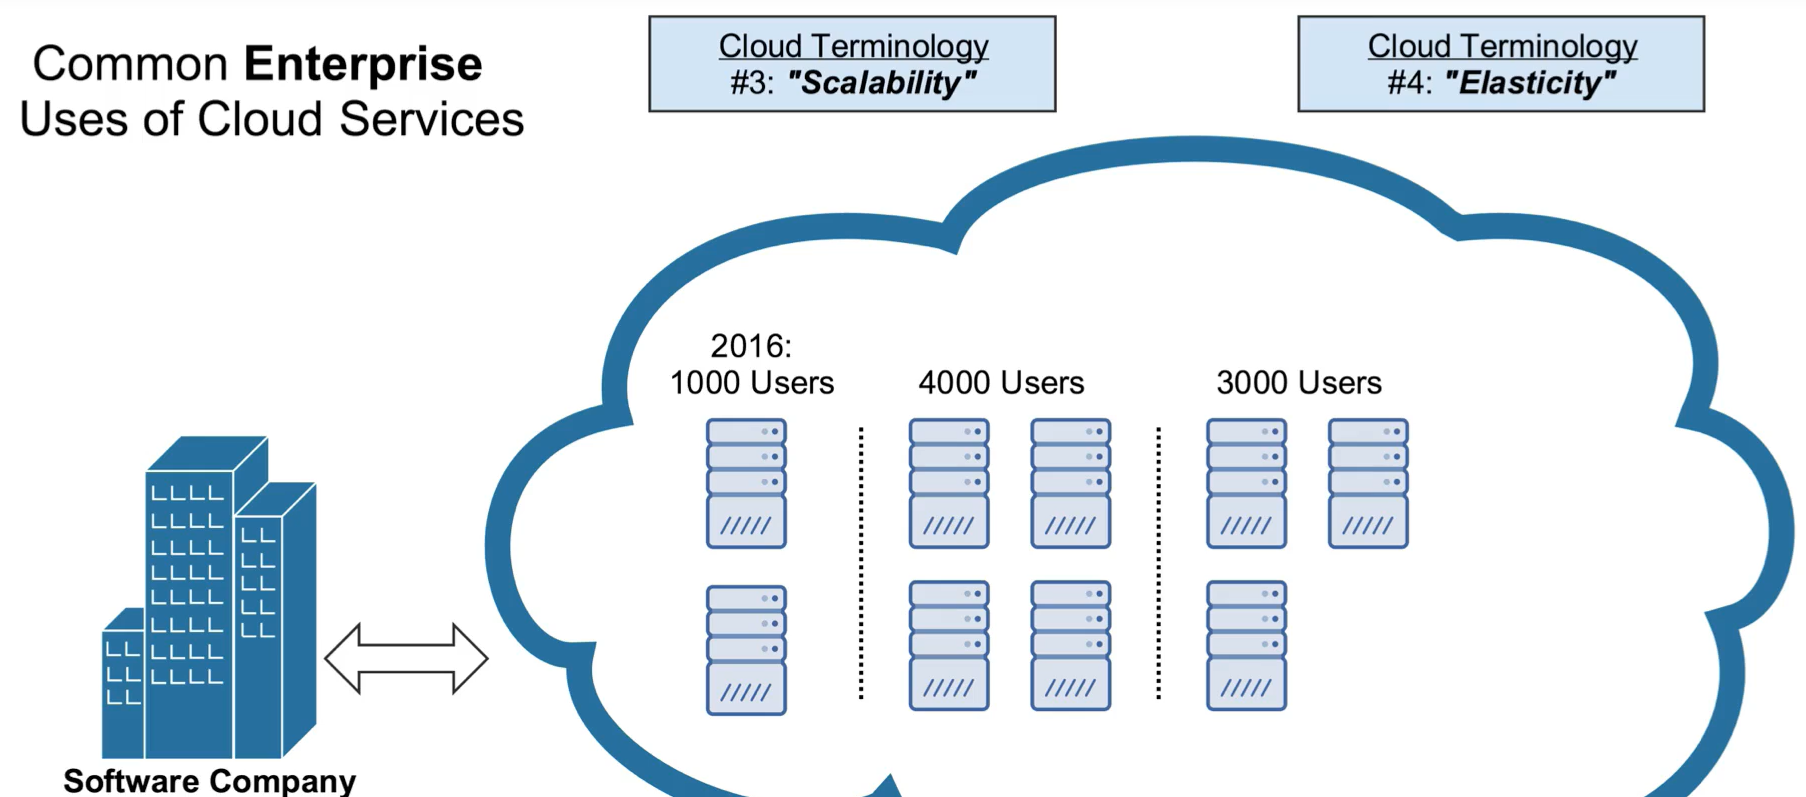 Common Enterprise
Uses of Cloud Services
Cloud Terminology
#3: "Scalability"
Cloud Terminology
#4: "Elasticity"
2016:
1000 Users
4000 Users
3000 Users
Software Company